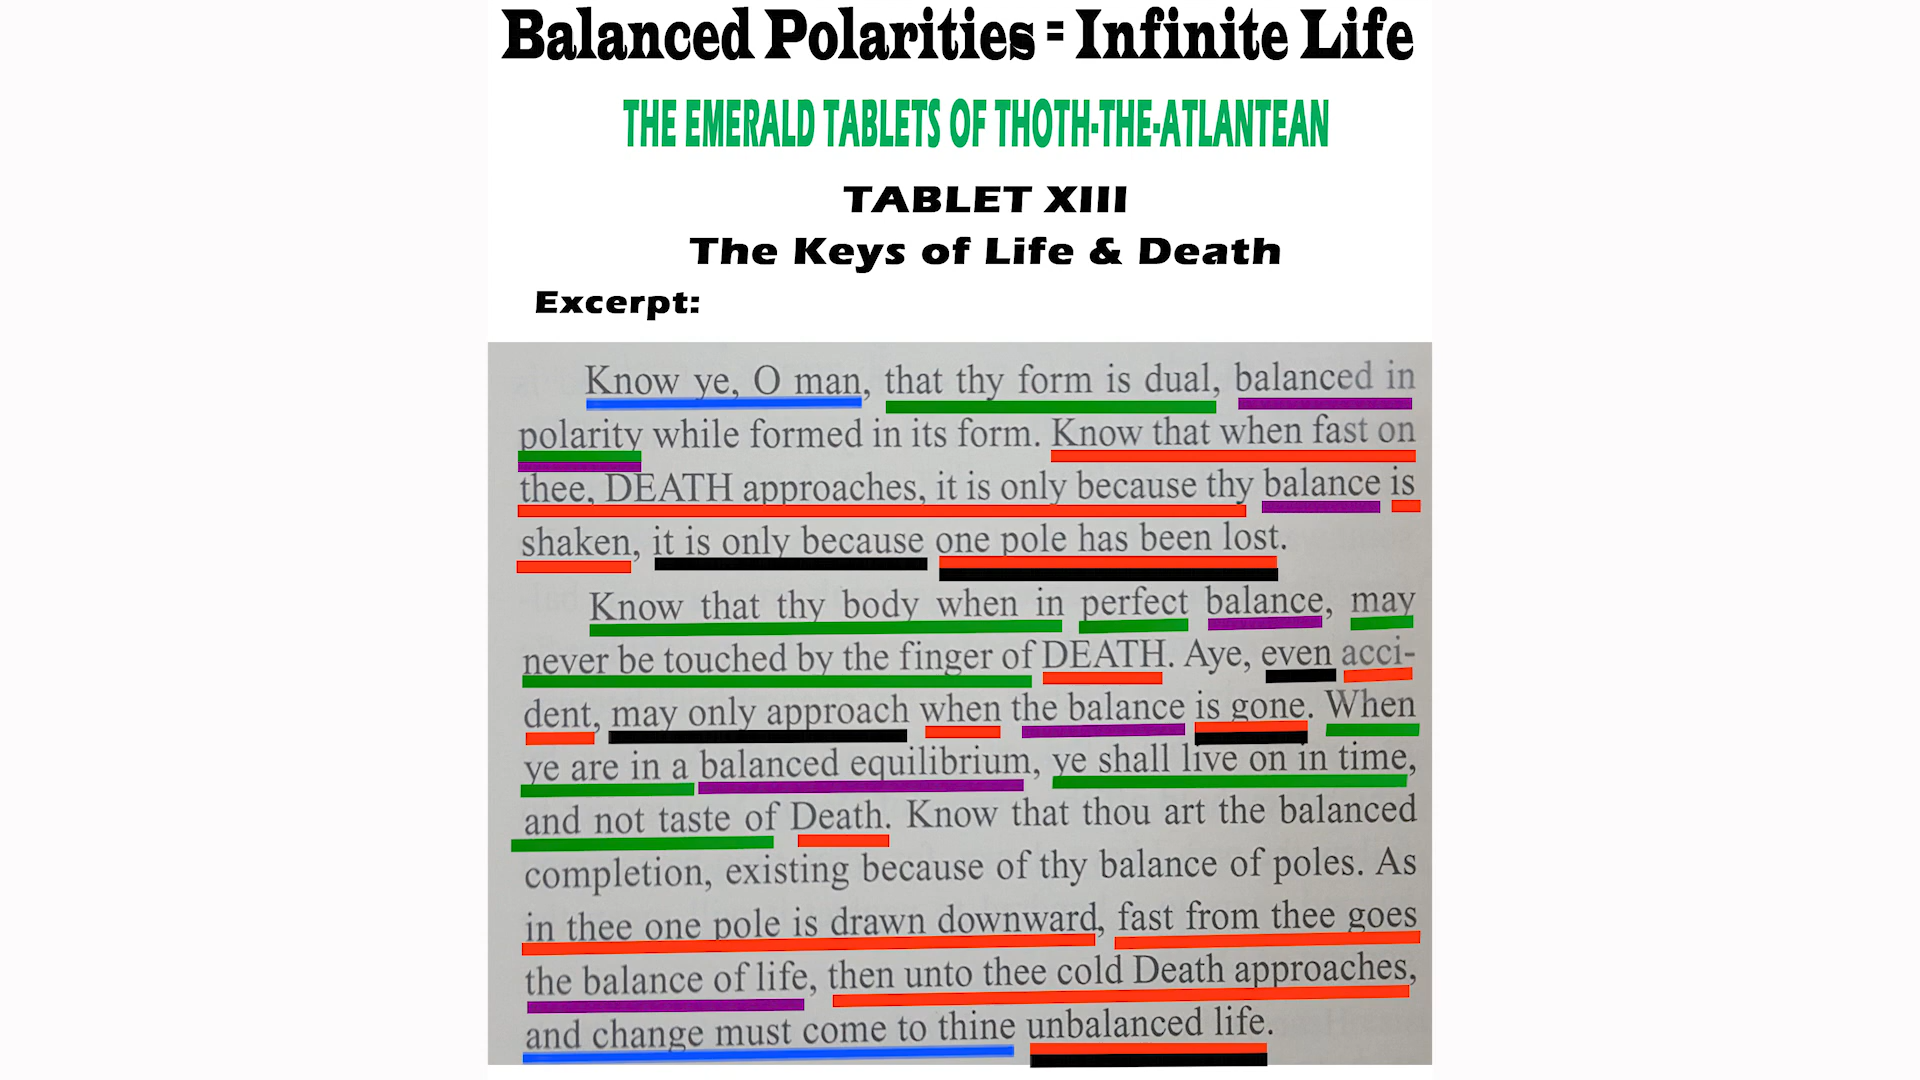 Balanced Polarities = Infinite Life
THE EMERALD TABLETS OF THOTH-THE-ATLANTEAN
TABLET XIII
The Keys of Life & Death
Excerpt:
Know ye, O man, that thy form is dual, balanced in
polarity while formed in its form. Know that when fast on
thee, DEATH approaches, it is only because thy balance is
shaken, it is only because one pole has been lost.
Know that thy body when in perfect balance, may
never be touched by the finger of DEATH. Aye, even acci-
dent, may only approach when the balance is gone. When
ye are in a balanced equilibrium, ye shall live on in time,
and not taste of Death. Know that thou art the balanced
completion, existing because of thy balance of poles. As
in thee one pole is drawn downward, fast from thee goes
the balance of life, then unto thee cold Death approaches,
and change must come to thine unbalanced life.